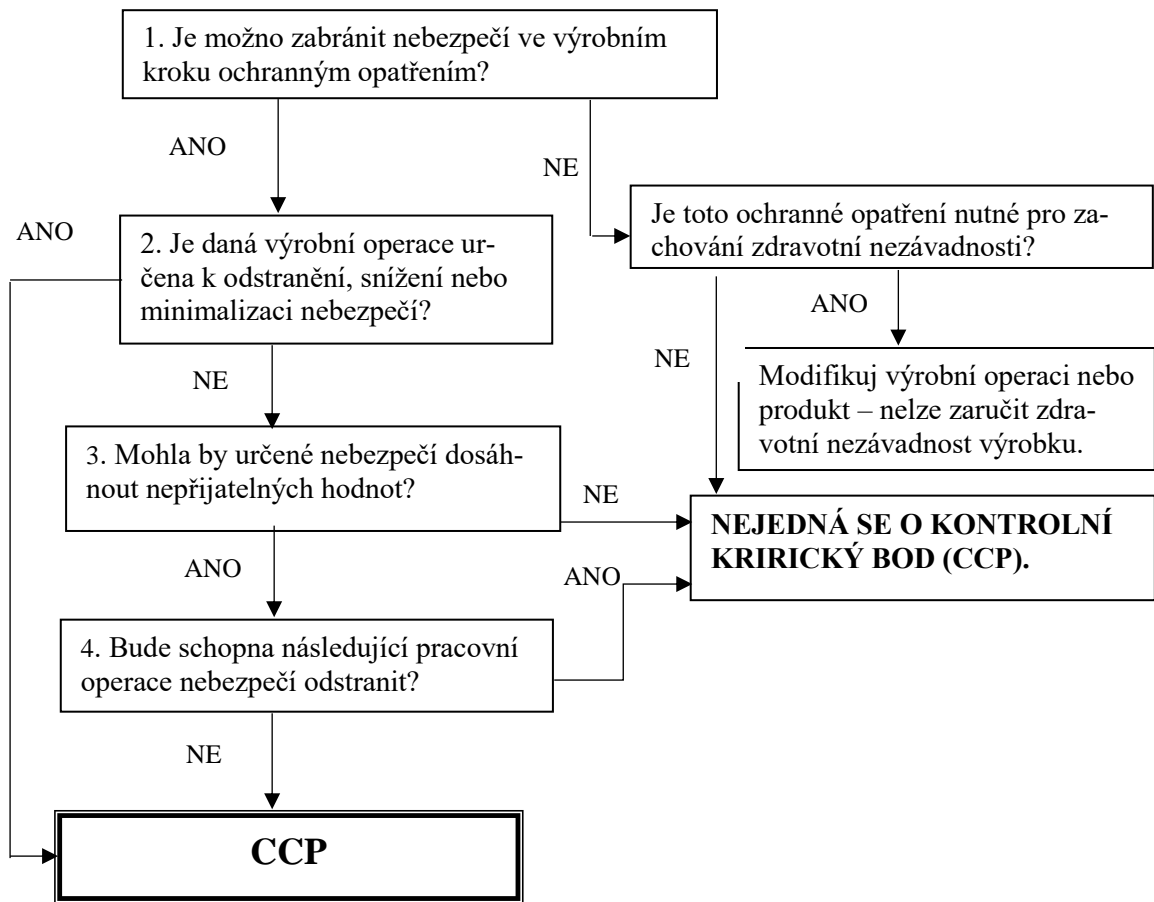 1. Je možno zabránit nebezpečí ve výrobním
kroku ochranným opatřením?
ANO
NE
ANO
2. Je daná výrobní operace ur-
čena k odstranění, snížení nebo
minimalizaci nebezpečí?
Je toto ochranné opatření nutné pro za-
chování zdravotní nezávadnosti?
NE
NE
ANO
Modifikuj výrobní operaci nebo
produkt – nelze zaručit zdra-
votní nezávadnost výrobku.
3. Mohla by určené nebezpečí dosáh-
nout nepřijatelných hodnot?
NE
NEJEDNÁ SE O KONTROLNÍ
KRIRICKÝ BOD (CCP).
ANO
ANO
4. Bude schopna následující pracovní
operace nebezpečí odstranit?
NE
CCP